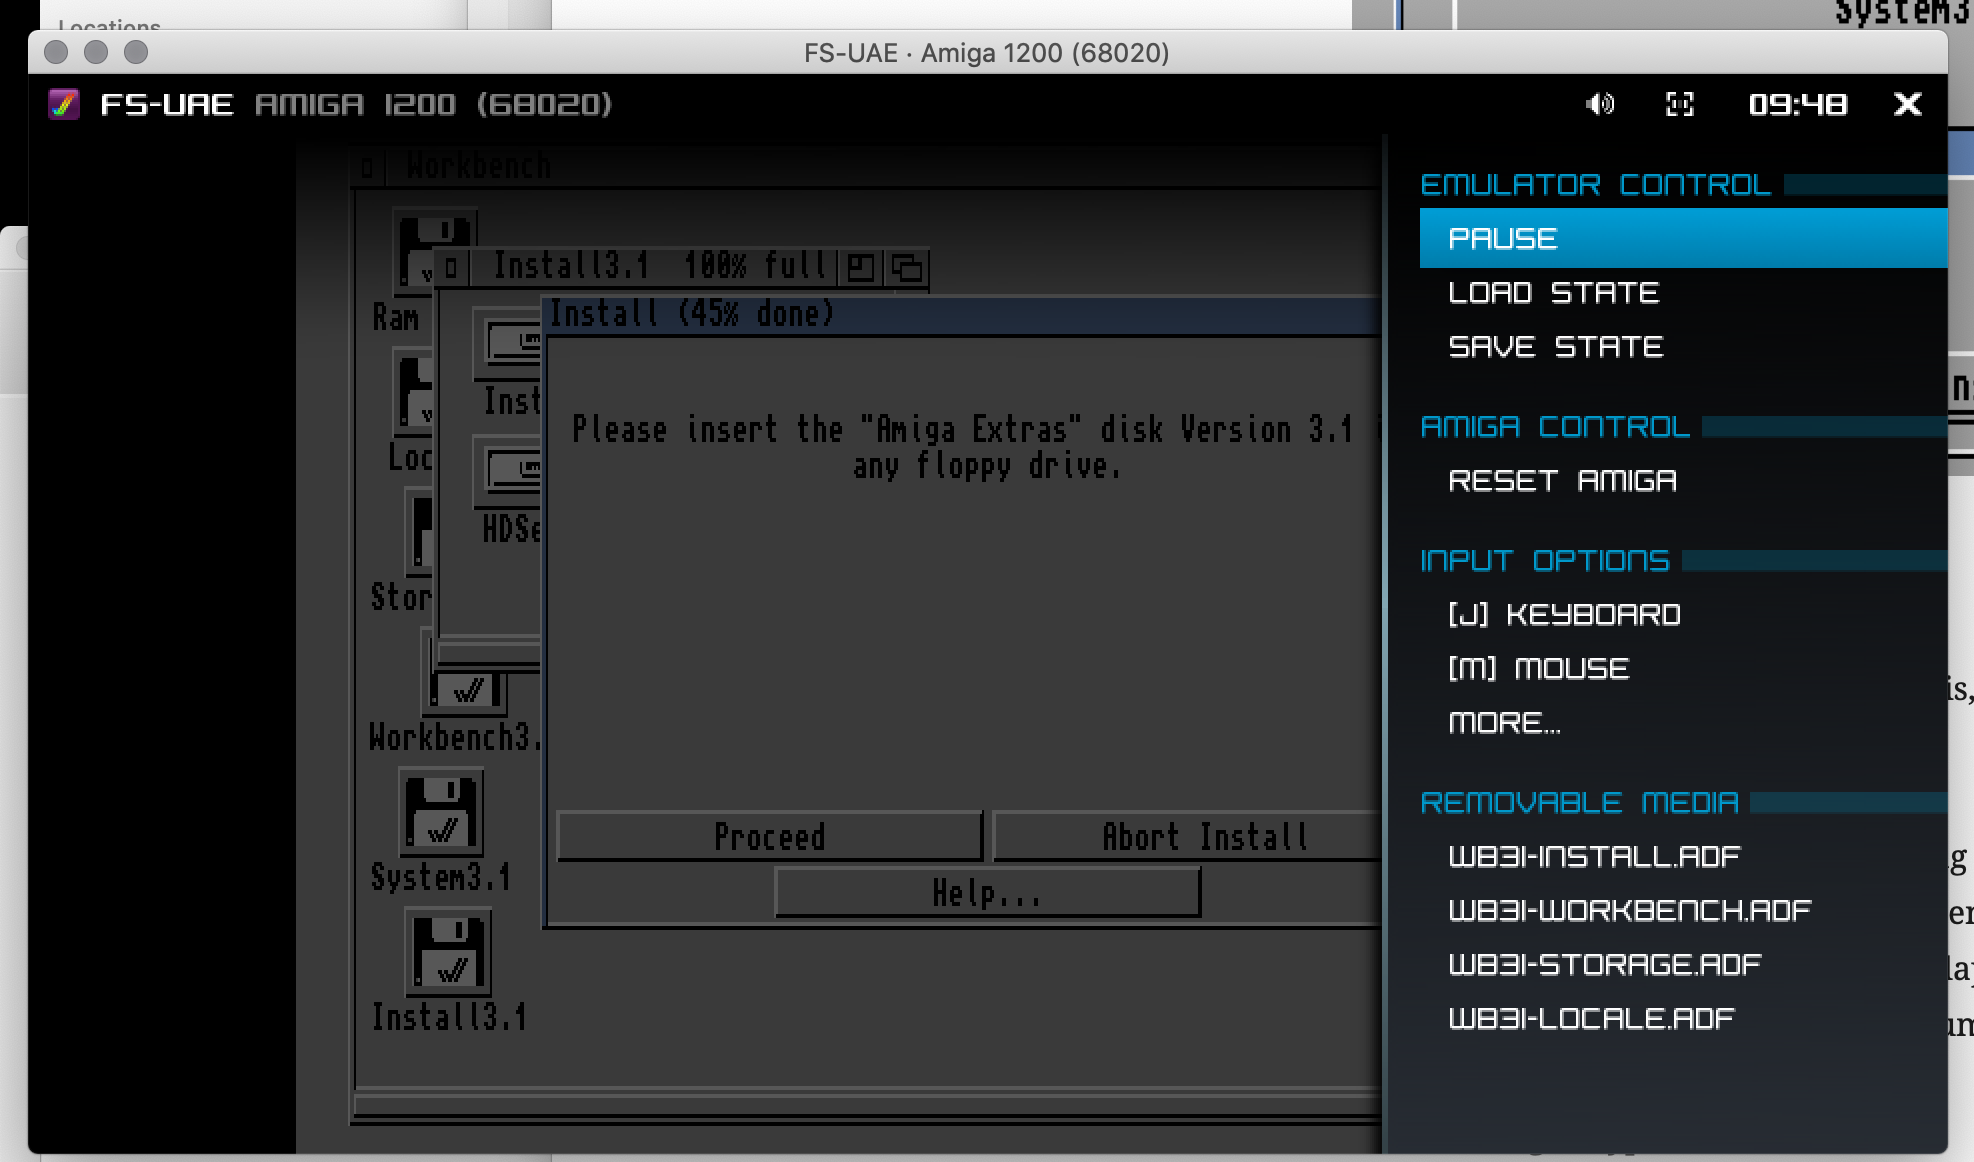 Locations
System3
FS-UAE · Amiga 1200 (68020)
FS-UAE AMIGA 1200 (68020)
09:48 X
Workbench
Install3.1 100% full
Ram
Install (45% done)
Inst
Please insert the "Amiga Extras" disk Version 3.1
any floppy drive.
Loc
HDSe
Stor
Workbench3.
Proceed
Abort Install
System3.1
Help...
Install3.1
EMULATOR CONTROL
PAUSE
LOAD STATE
SAVE STATE
AMIGA CONTROL
RESET AMIGA
INPUT OPTIONS
[J] KEYBOARD
[M] MOUSE
MORE...
REMOVABLE MEDIA
WB31-INSTALL.ADF
WB31-WORKBENCH.ADF
WB31-STORAGE.ADF
WB31-LOCALE.ADF
is,
g